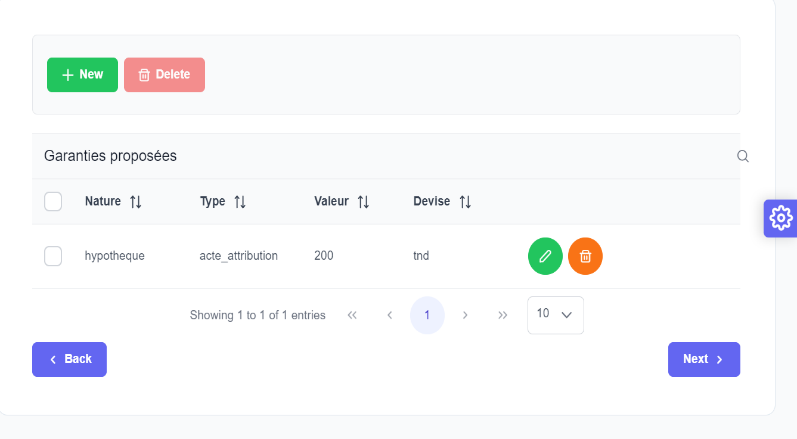 New Delete
Garanties proposées
Nature Type Valeur Devise
hypotheque acte_attribution 200 tnd
Showing 1 to 1 of 1 entries « ‹ 1 › » 10
Back Next